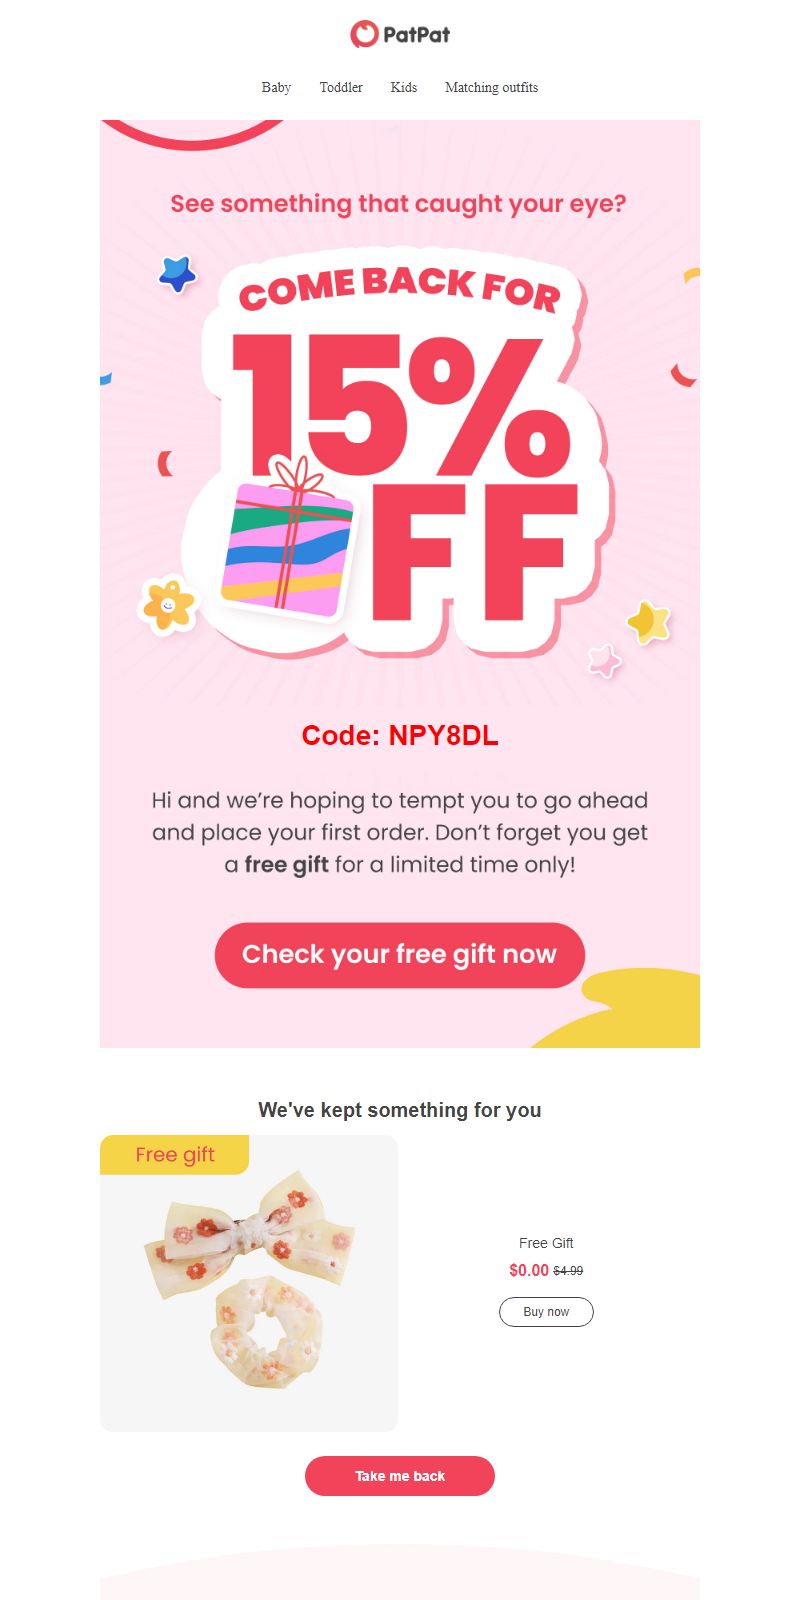 PatPat
Baby Toddler Kids Matching outfits
See something that caught your eye?
COME BACK FOR
15%
FF
Code: NPY8DL
Hi and we're hoping to tempt you to go ahead
and place your first order. Don't forget you get
a free gift for a limited time only!
Check your free gift now
We've kept something for you
Free gift
Free Gift
$0.00 $4.99
Buy now
Take me back